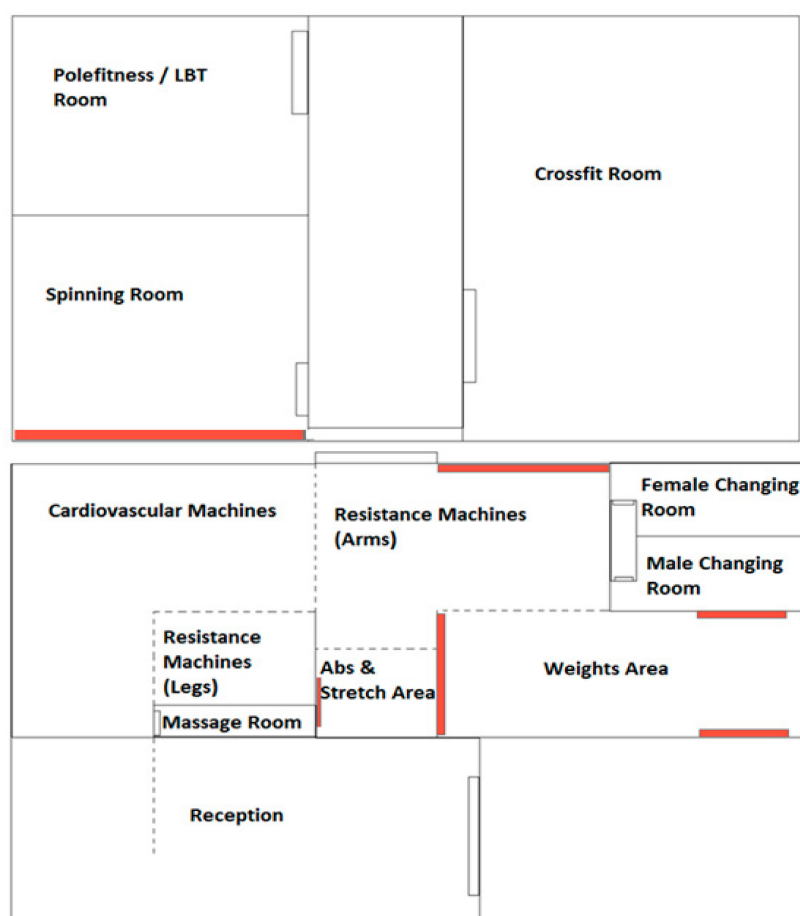 Polefitness / LBT
Room
Crossfit Room
Spinning Room
Cardiovascular Machines
Resistance Machines
(Arms)
Female Changing
Room
Male Changing
Room
Resistance
Machines
(Legs)
Abs &
Stretch Area
Weights Area
Massage Room
Reception